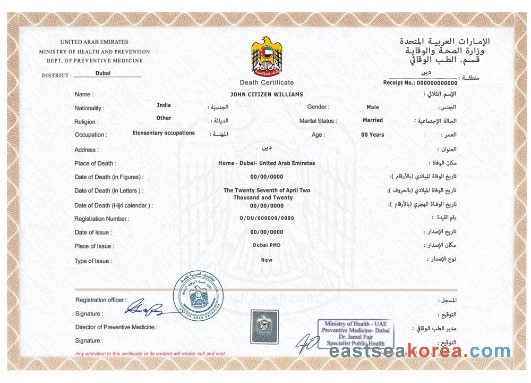 UNITED ARAB EMIRATES
MINISTRY OF HEALTH AND PREVENTION
DEPT. OF PREVENTIVE MEDICINE
DISTRICT : Dubai
الإمارات العربية المتحدة
وزارة الصحة والوقاية
قسم. الطب الوقائي
منطقة : دبي
Receipt No.: 000000000000
Death Certificate
Name : JOHN CITIZEN WILLIAMS الإسم الثلاثي :
Nationality : India الجنسية : Gender : Male الجنس :
Religion : Other الديانة : Marital Status : Married الحالة الإجتماعية :
Occupation : Elensentary occupations المهنة : Age : 00 Years العمر :
Address : دبي العنوان :
Place of Death : Home - Dubai- United Arab Emirates مكان الوفاة :
Date of Death (in Figures) : 00/00/0000 تاريخ الوفاة الميلادي (بالأرقام ):
Date of Death (in Letters ) : The Twenty Seventh of April Two Thousand and Twenty تاريخ الوفاة الميلادي (بالحروف ):
Date of Death (Hijri calendar ) : 00/00/0000 تاريخ الوفاة الهجري (بالأرقام ):
Registration Number : D/DU/000000/0000 رقم القيدة :
Date of Issue : 00/00/0000 تاريخ الإصدار :
Place of Issue : Dubai PMD مكان الإصدار :
Type of Issue : New نوع الإصدار :
Registration officer : المسجل :
Signature : التوقيع :
Director of Preventive Medicine : مدير الطب الوقائي :
Signature : التوقيع :
Ministry of Health - UAE
Preventive Medicine- Dubai
Dr. Jamal Fair
Specialist Public Health
Any alteration to this certificate or its content will render null and void.
eastseakorea.com